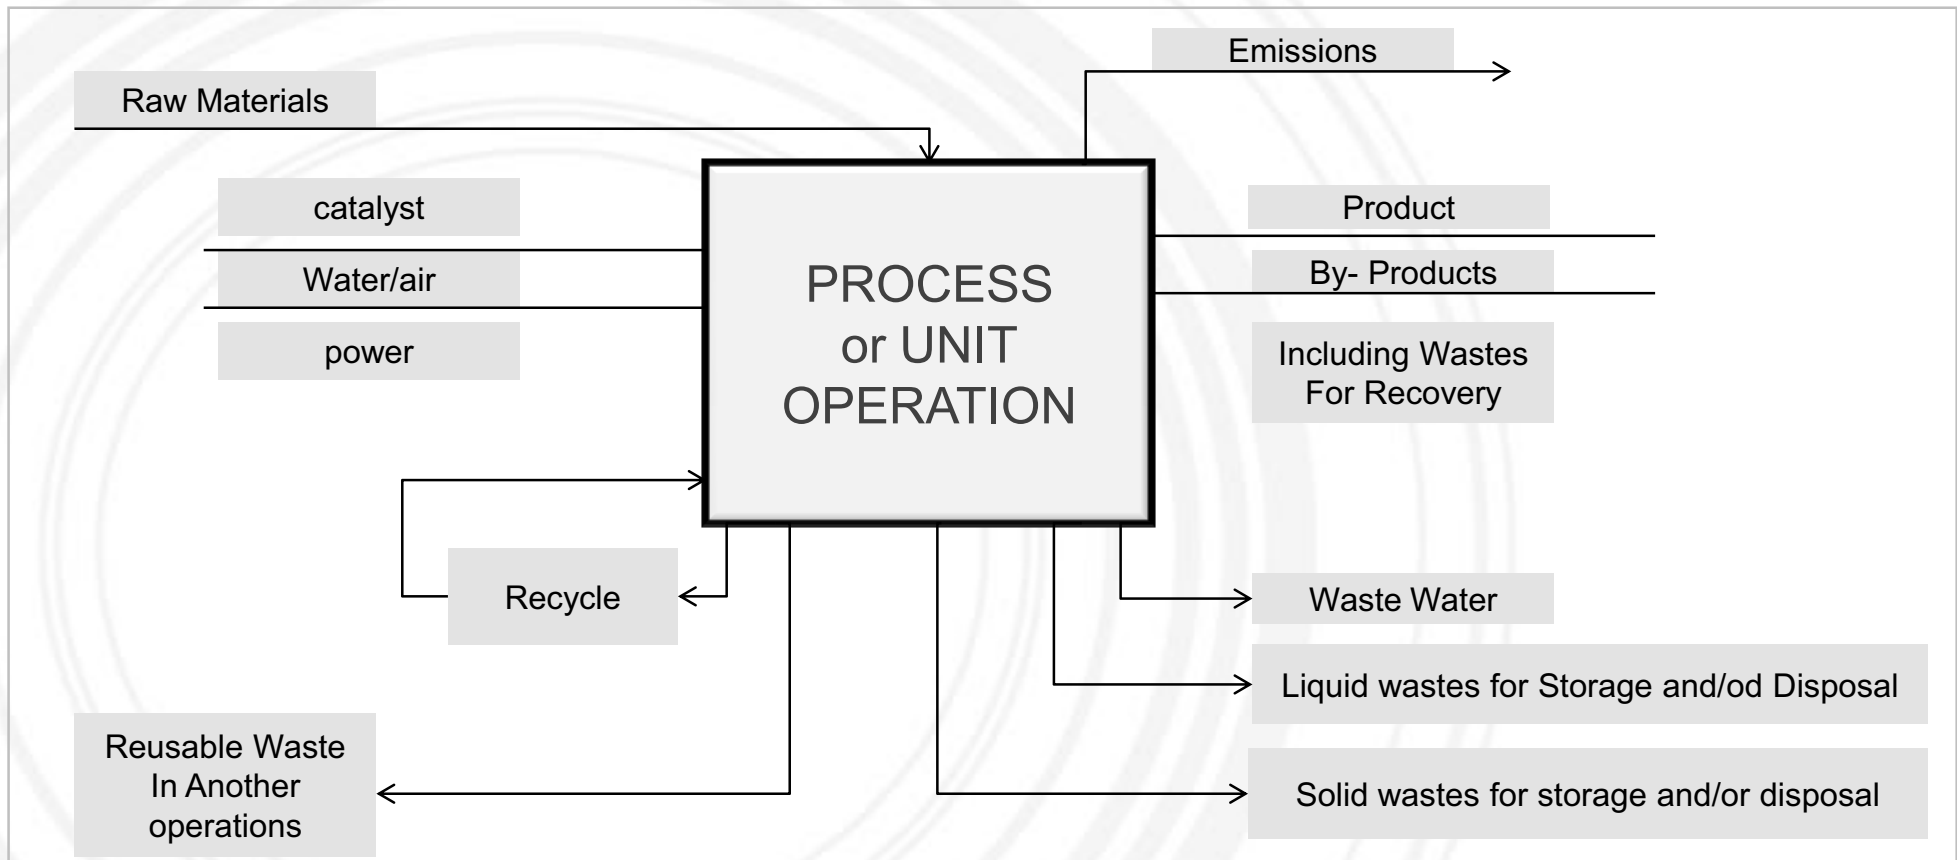 Emissions
Raw Materials
catalyst
Water/air
power
PROCESS
or UNIT
OPERATION
Product
By- Products
Including Wastes
For Recovery
Recycle
Waste Water
Liquid wastes for Storage and/od Disposal
Reusable Waste
In Another
operations
Solid wastes for storage and/or disposal